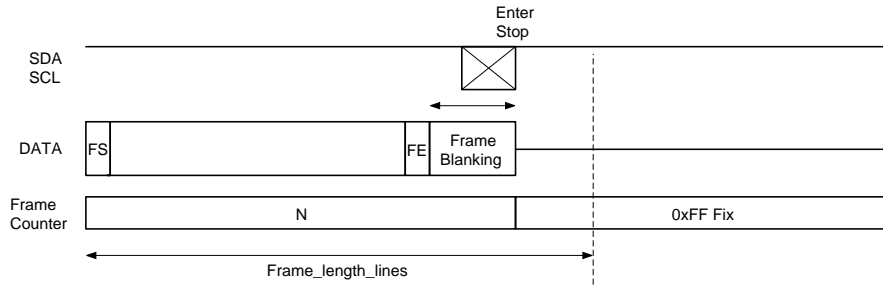 Enter
Stop
SDA
SCL
DATA
FS
FE
Frame
Blanking
Frame
Counter
N
0xFF Fix
Frame_length_lines